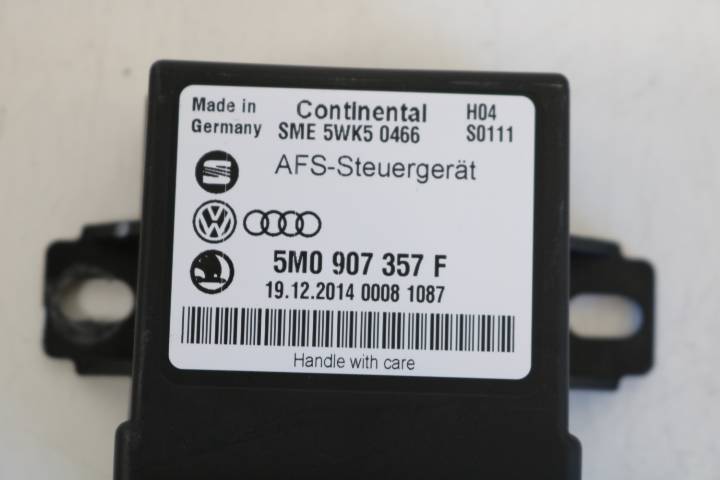 Made in Germany
Continental
SME 5WK5 0466
H04
S0111
AFS-Steuergerät
5M0 907 357 F
19.12.2014 0008 1087
Handle with care